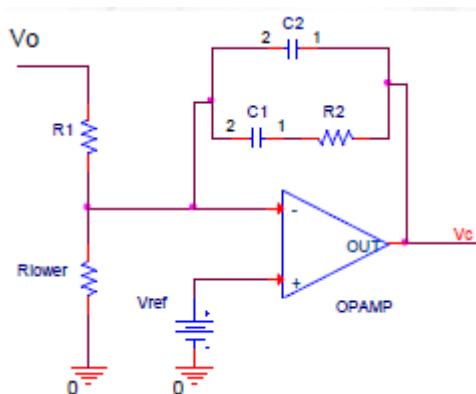 Vo
2
C2
1
R1
2
C1
1
R2
-
OUT
Vc
Rlower
+
Vref
+
OPAMP
-
0
0